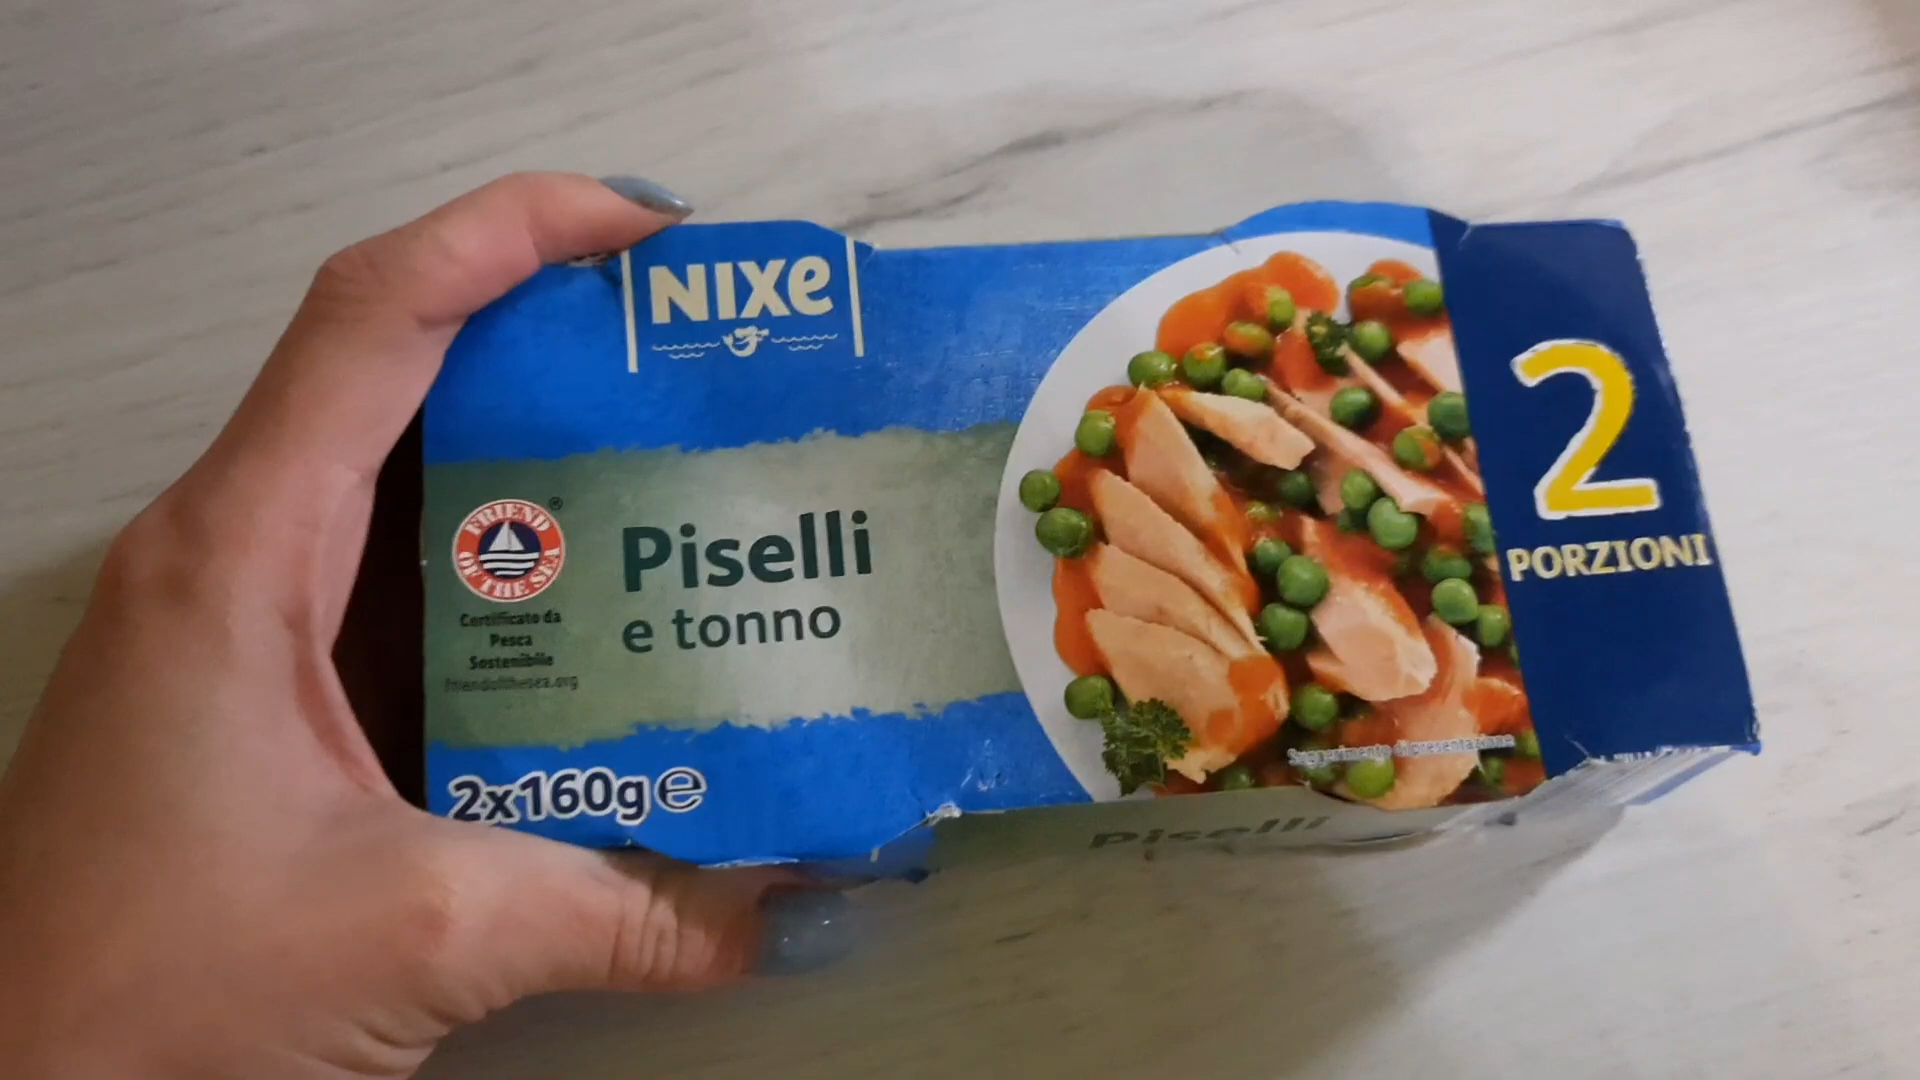 NIXe
FRIEND
OF THE SEA
®
Certificato da
Pesca
Sostenibile
friendofthesea.org
Piselli
e tonno
2x160g e
2
PORZIONI
Suggerimento di presentazione
Piselli